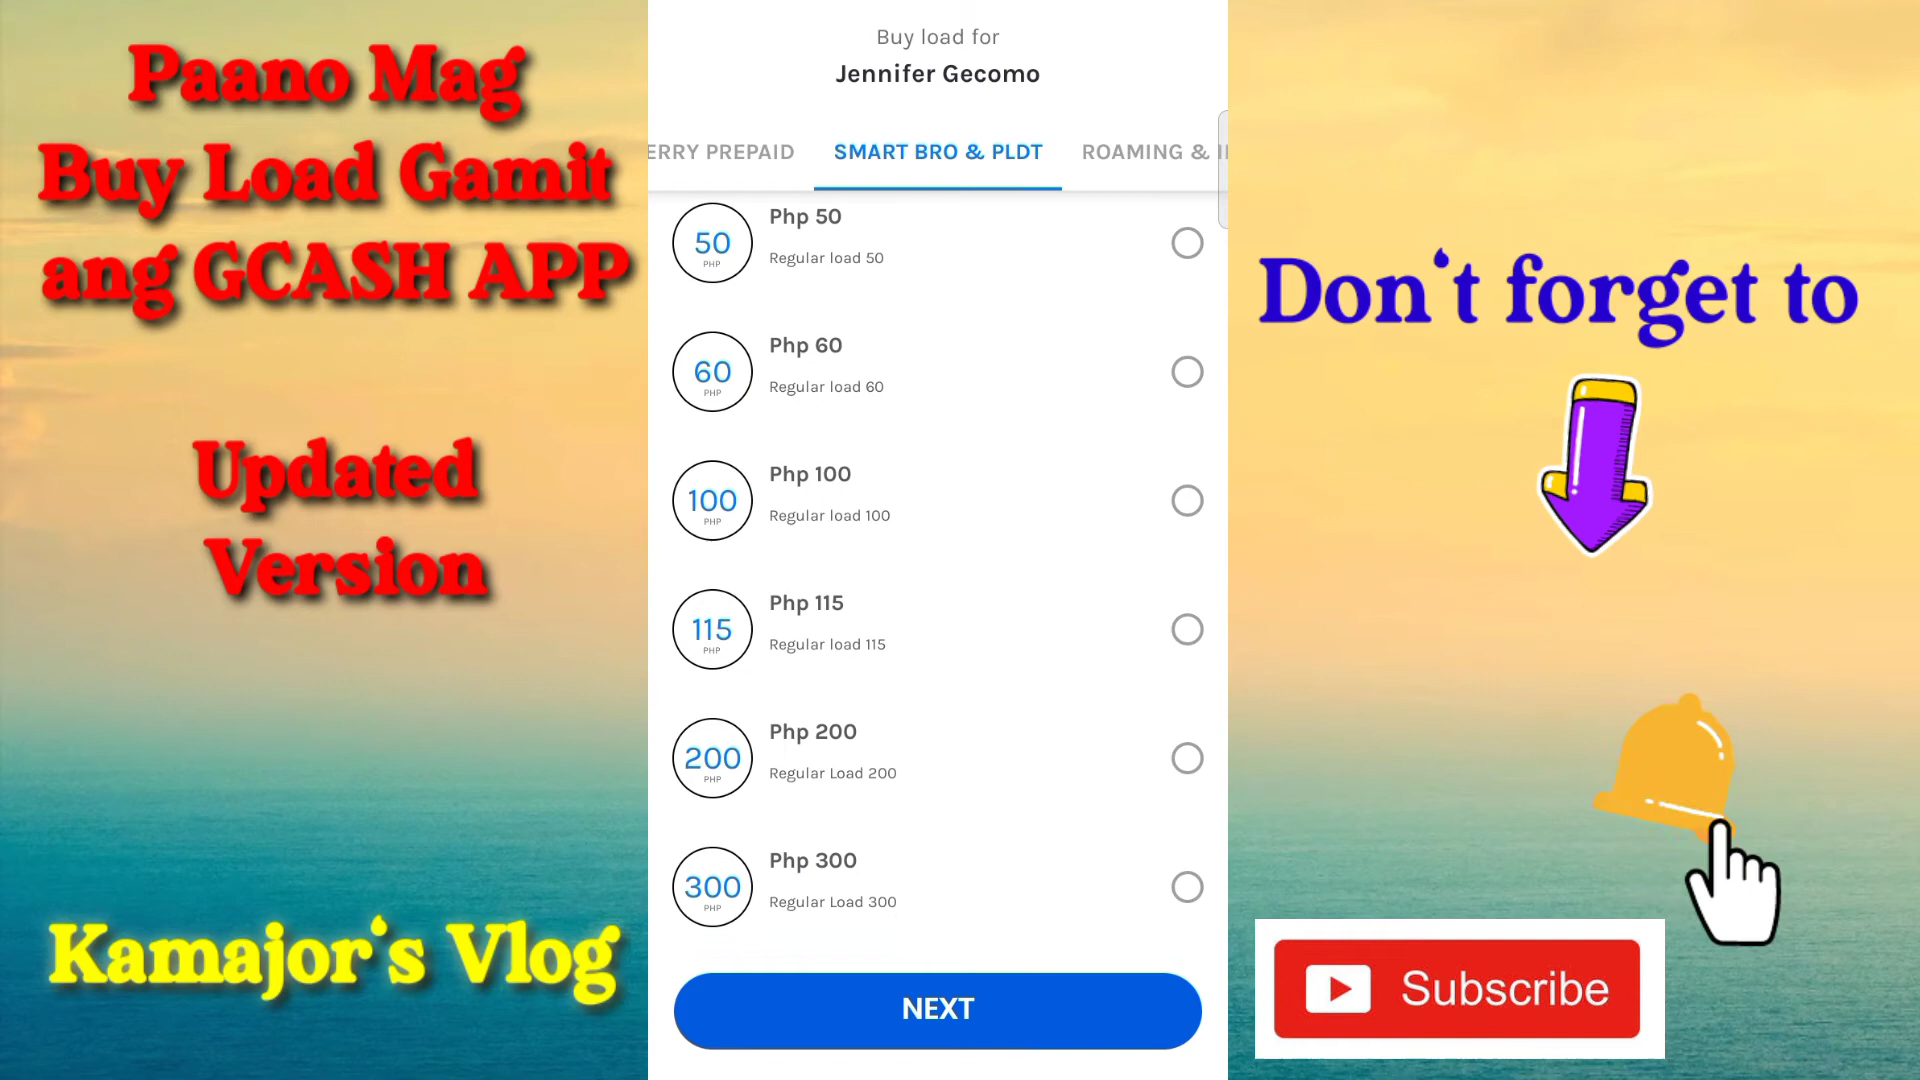 Paano Mag
Buy Load Gamit
ang GCASH APP
Updated
Version
Kamajor's Vlog
Buy load for
Jennifer Gecomo
ERRY PREPAID
SMART BRO & PLDT
ROAMING &
50
PHP
Php 50
Regular load 50
60
PHP
Php 60
Regular load 60
100
PHP
Php 100
Regular load 100
115
PHP
Php 115
Regular load 115
200
PHP
Php 200
Regular Load 200
300
PHP
Php 300
Regular Load 300
NEXT
Don't forget to
Subscribe